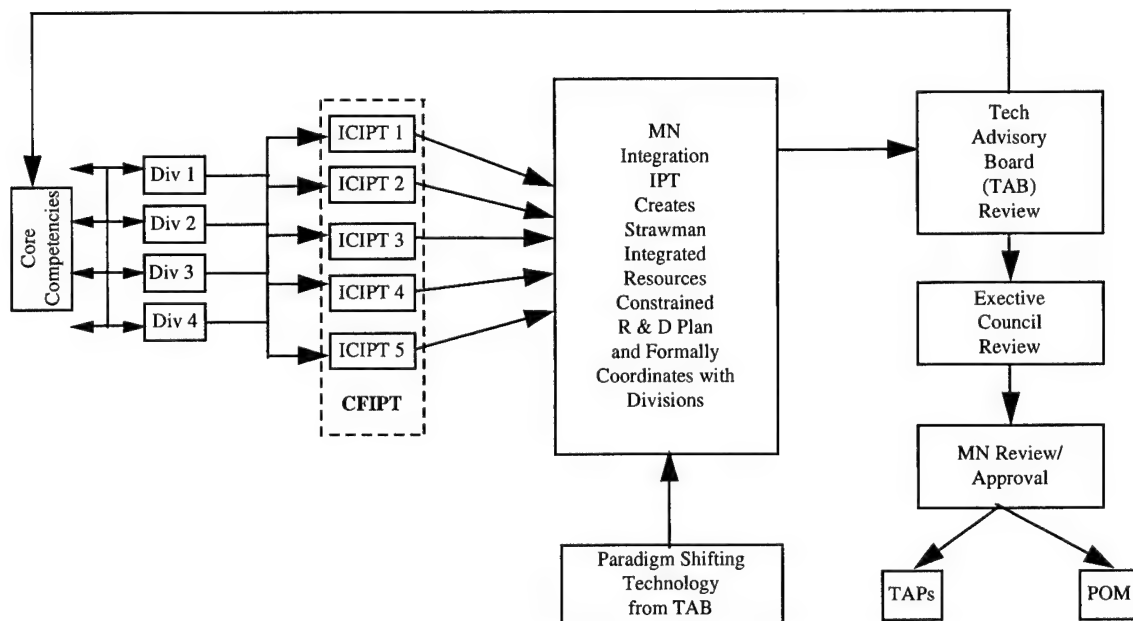 Core
Competencies
Div 1
Div 2
Div 3
Div 4
ICIPT 1
ICIPT 2
ICIPT 3
ICIPT 4
ICIPT 5
CFIPT
MN
Integration
IPT
Creates
Strawman
Integrated
Resources
Constrained
R & D Plan
and Formally
Coordinates with
Divisions
Paradigm Shifting
Technology
from TAB
Tech
Advisory
Board
(TAB)
Review
Exective
Council
Review
MN Review/
Approval
TAPs
POM